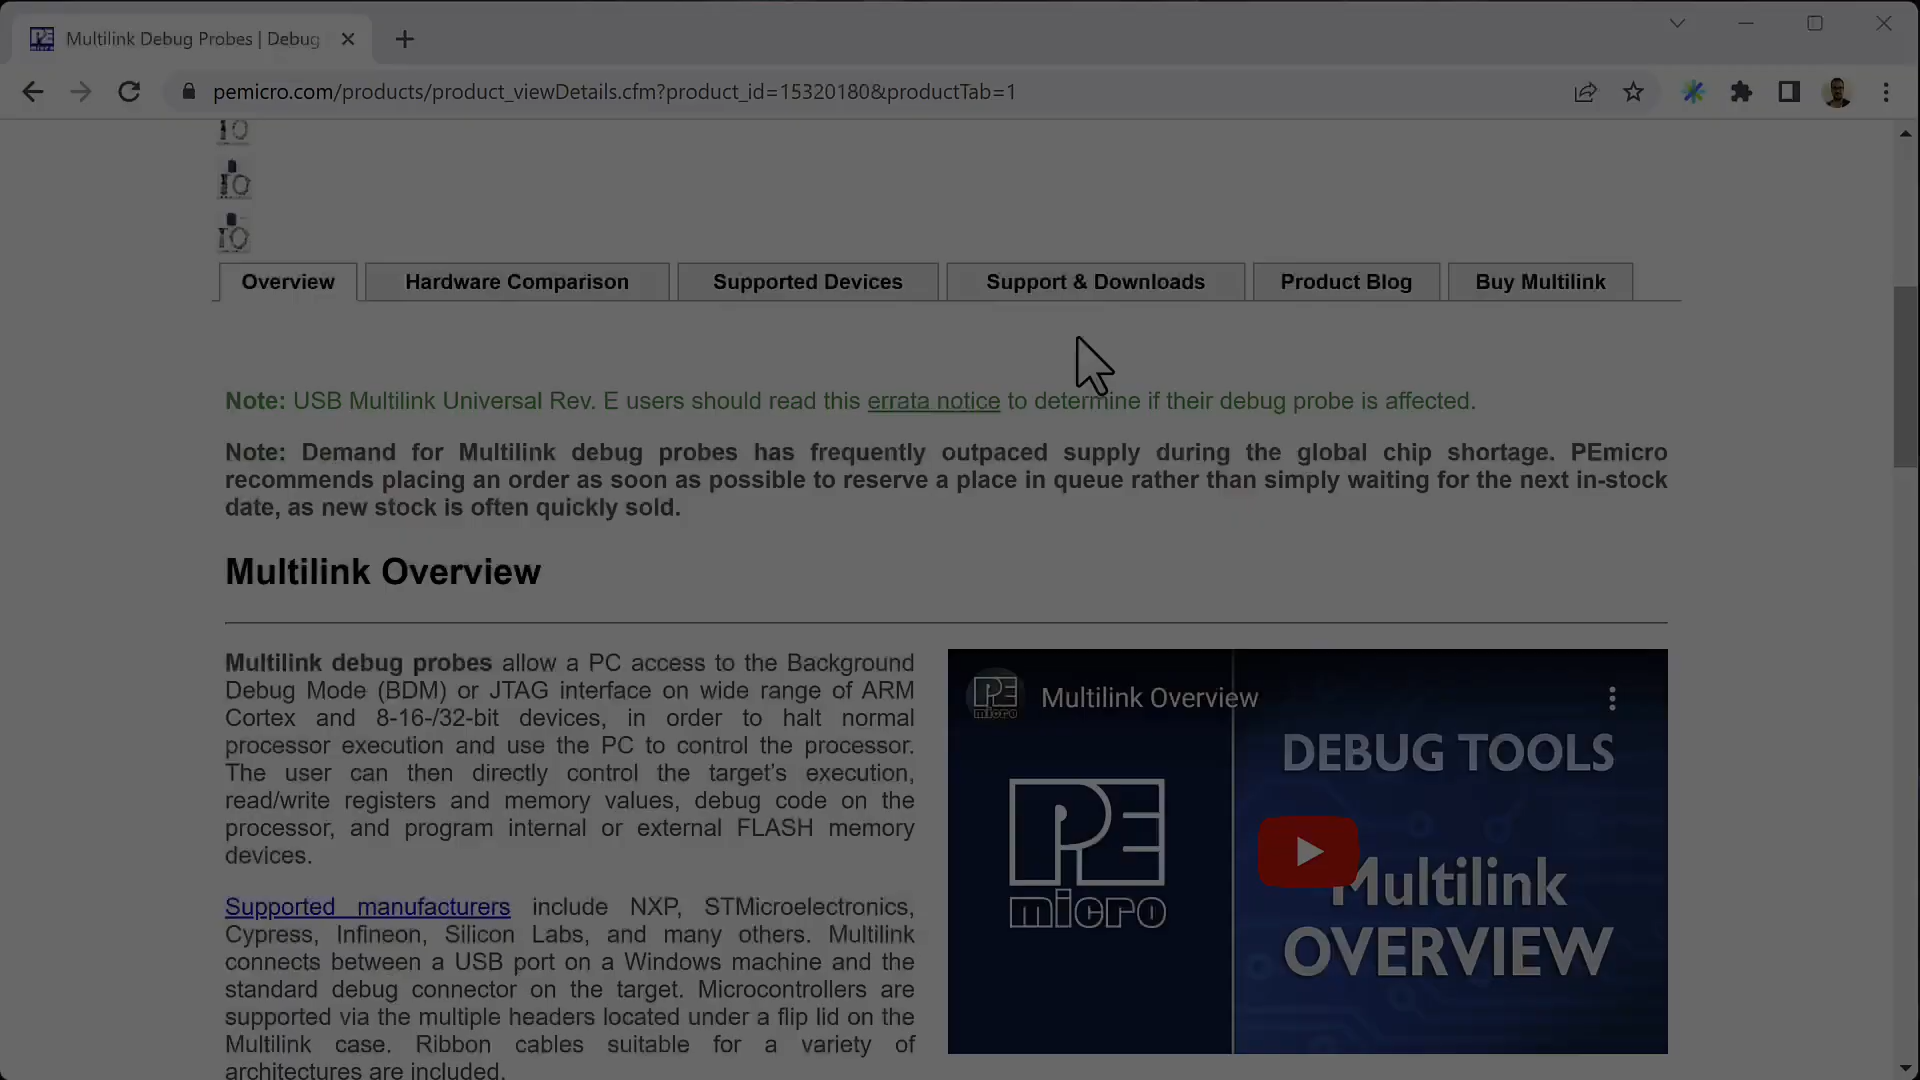 Multilink Debug Probes | Debug
pemicro.com/products/product_viewDetails.cfm?product_id=15320180&productTab=1
Overview
Hardware Comparison
Supported Devices
Support & Downloads
Product Blog
Buy Multilink
Note: USB Multilink Universal Rev. E users should read this errata notice to determine if their debug probe is affected.
Note: Demand for Multilink debug probes has frequently outpaced supply during the global chip shortage. PEmicro
recommends placing an order as soon as possible to reserve a place in queue rather than simply waiting for the next in-stock
date, as new stock is often quickly sold.
Multilink Overview
Multilink debug probes allow a PC access to the Background
Debug Mode (BDM) or JTAG interface on wide range of ARM
Cortex and 8-16-/32-bit devices, in order to halt normal
processor execution and use the PC to control the processor.
The user can then directly control the target's execution,
read/write registers and memory values, debug code on the
processor, and program internal or external FLASH memory
devices.
Supported manufacturers include NXP, STMicroelectronics,
Cypress, Infineon, Silicon Labs, and many others. Multilink
connects between a USB port on a Windows machine and the
standard debug connector on the target. Microcontrollers are
supported via the multiple headers located under a flip lid on the
Multilink case. Ribbon cables suitable for a variety of
architectures are included.
PE
micro
Multilink Overview
PE
micro
DEBUG TOOLS
Multilink
OVERVIEW